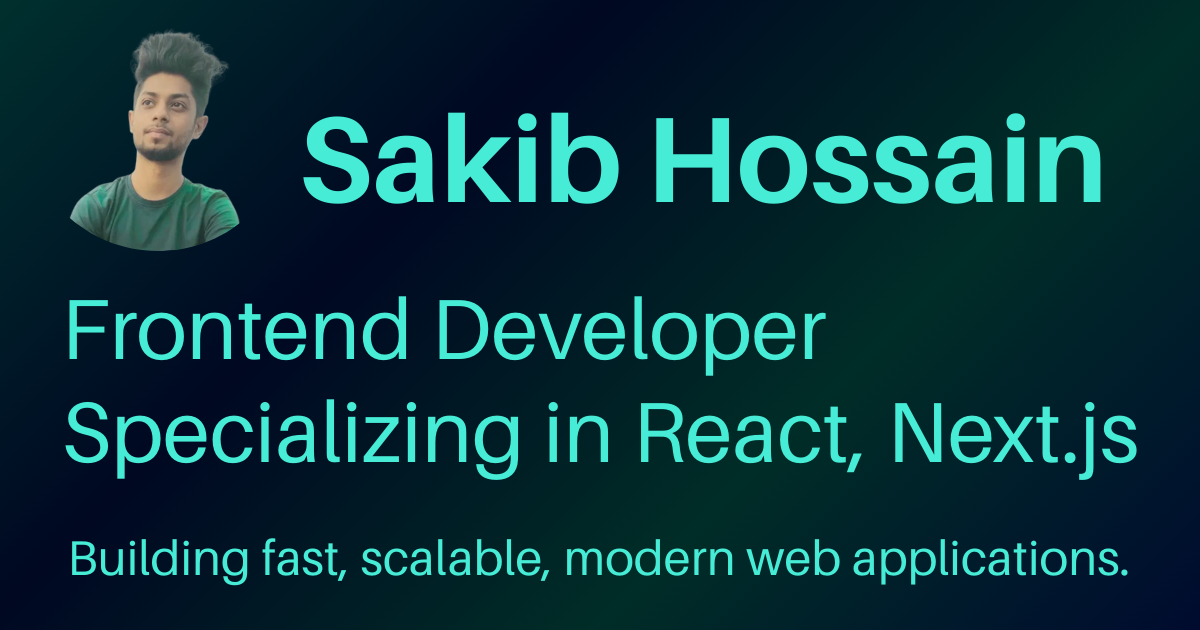 Sakib Hossain
Frontend Developer
Specializing in React, Next.js
Building fast, scalable, modern web applications.